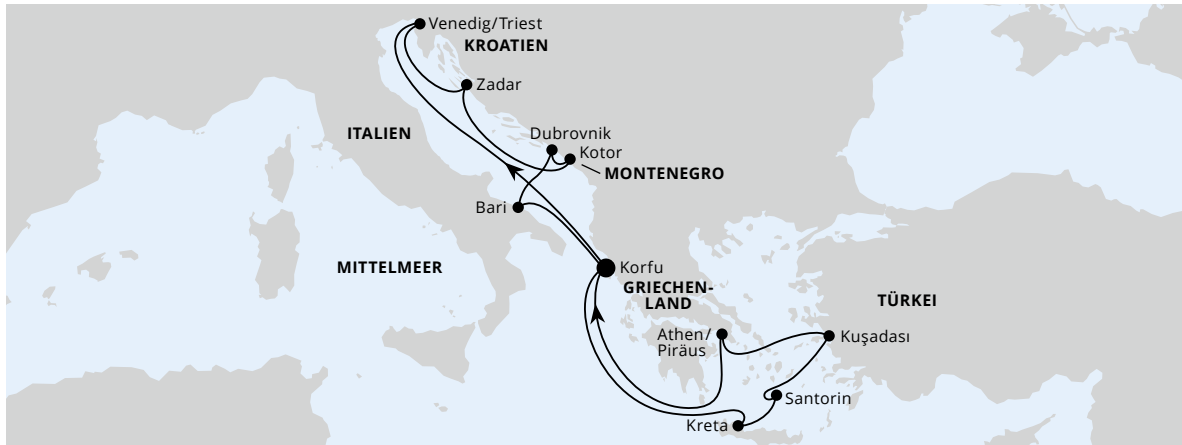 Venedig/Triest
KROATIEN
Zadar
ITALIEN
Dubrovnik
Kotor
MONTENEGRO
Bari
MITTELMEER
Korfu
GRIECHEN-
LAND
TÜRKEI
Athen/
Piräus
Kuşadası
Santorin
Kreta